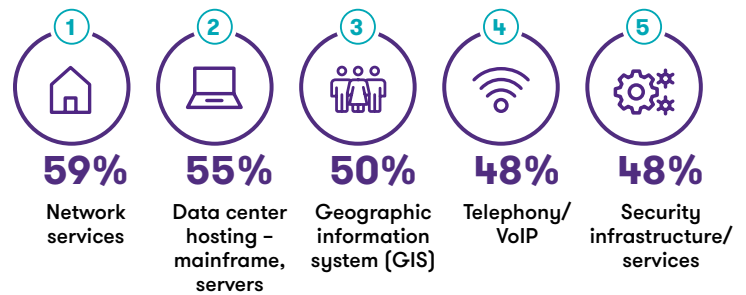 1
2
3
4
5
59%
55%
50%
48%
48%
Network
services
Data center
hosting –
mainframe,
servers
Geographic
information
system (GIS)
Telephony/
VoIP
Security
infrastructure/
services